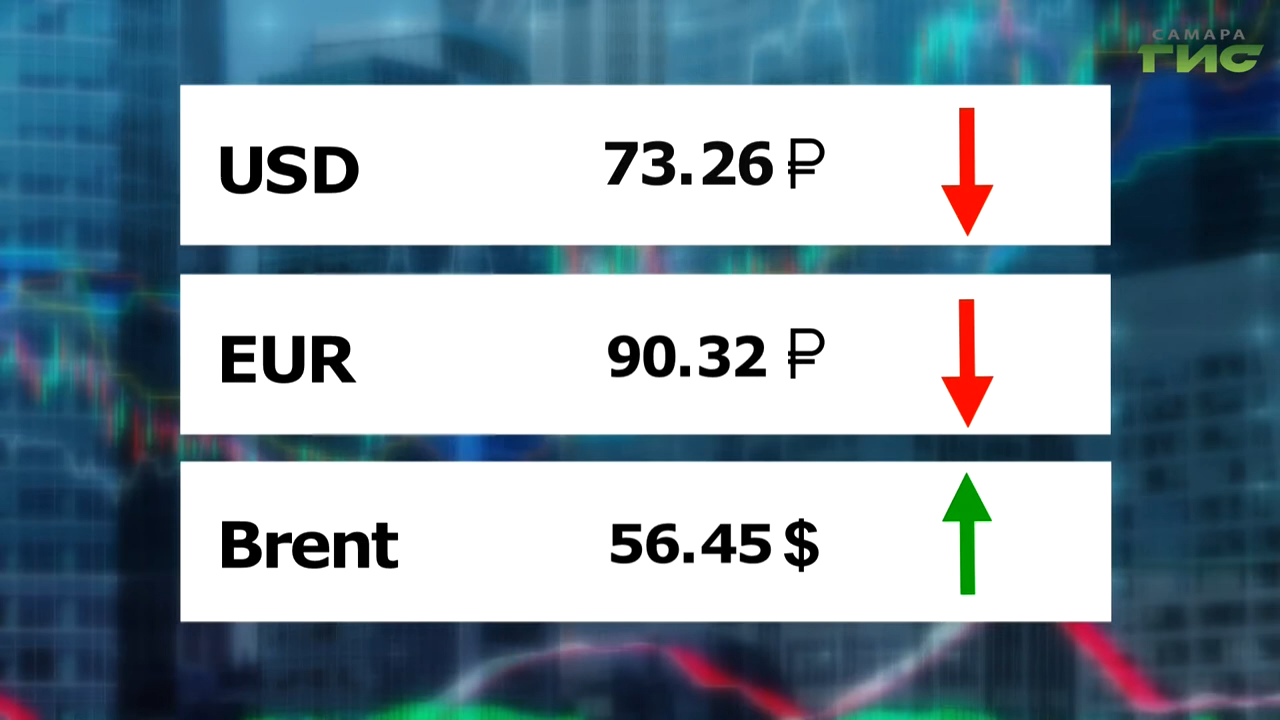 САМАРА
ГИС
USD 73.26 ₽
EUR 90.32 ₽
Brent 56.45 $